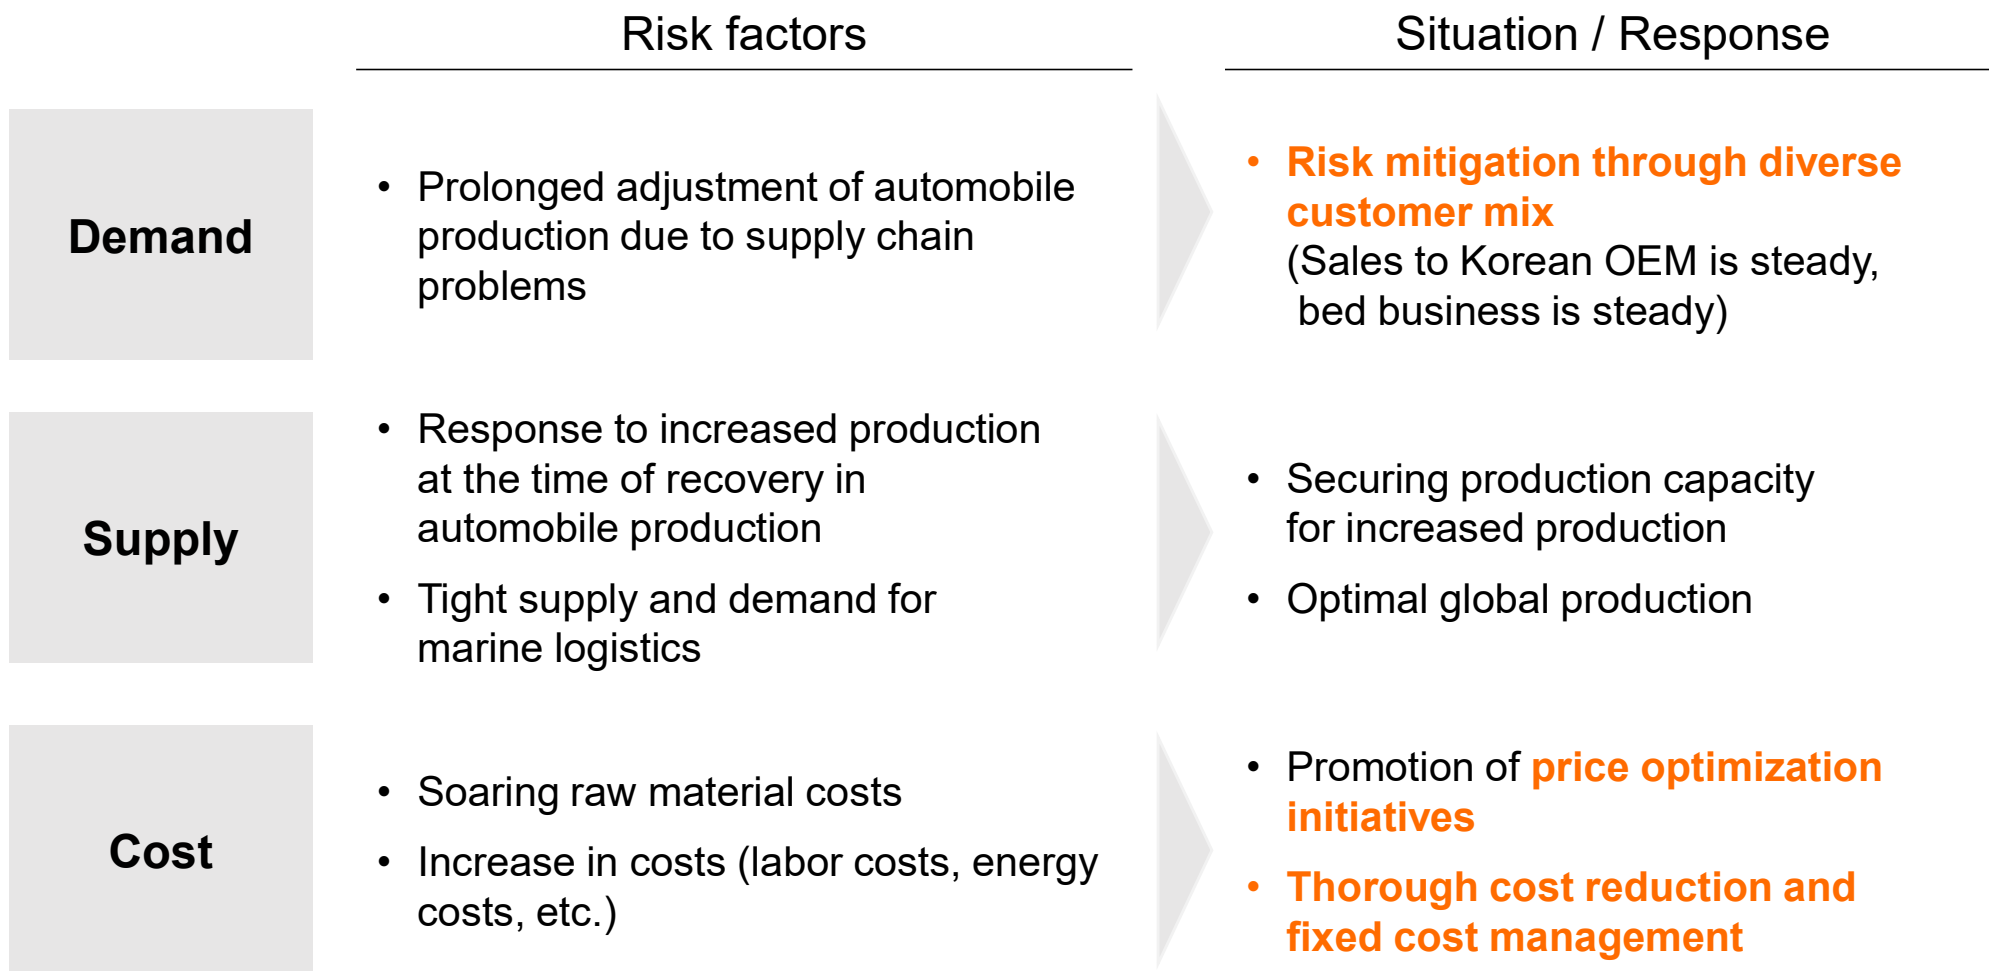 Risk factors
Situation / Response
Demand
• Prolonged adjustment of automobile
production due to supply chain
problems
• Risk mitigation through diverse
customer mix
(Sales to Korean OEM is steady,
bed business is steady)
Supply
• Response to increased production
at the time of recovery in
automobile production
• Tight supply and demand for
marine logistics
• Securing production capacity
for increased production
• Optimal global production
Cost
• Soaring raw material costs
• Increase in costs (labor costs, energy
costs, etc.)
• Promotion of price optimization
initiatives
• Thorough cost reduction and
fixed cost management